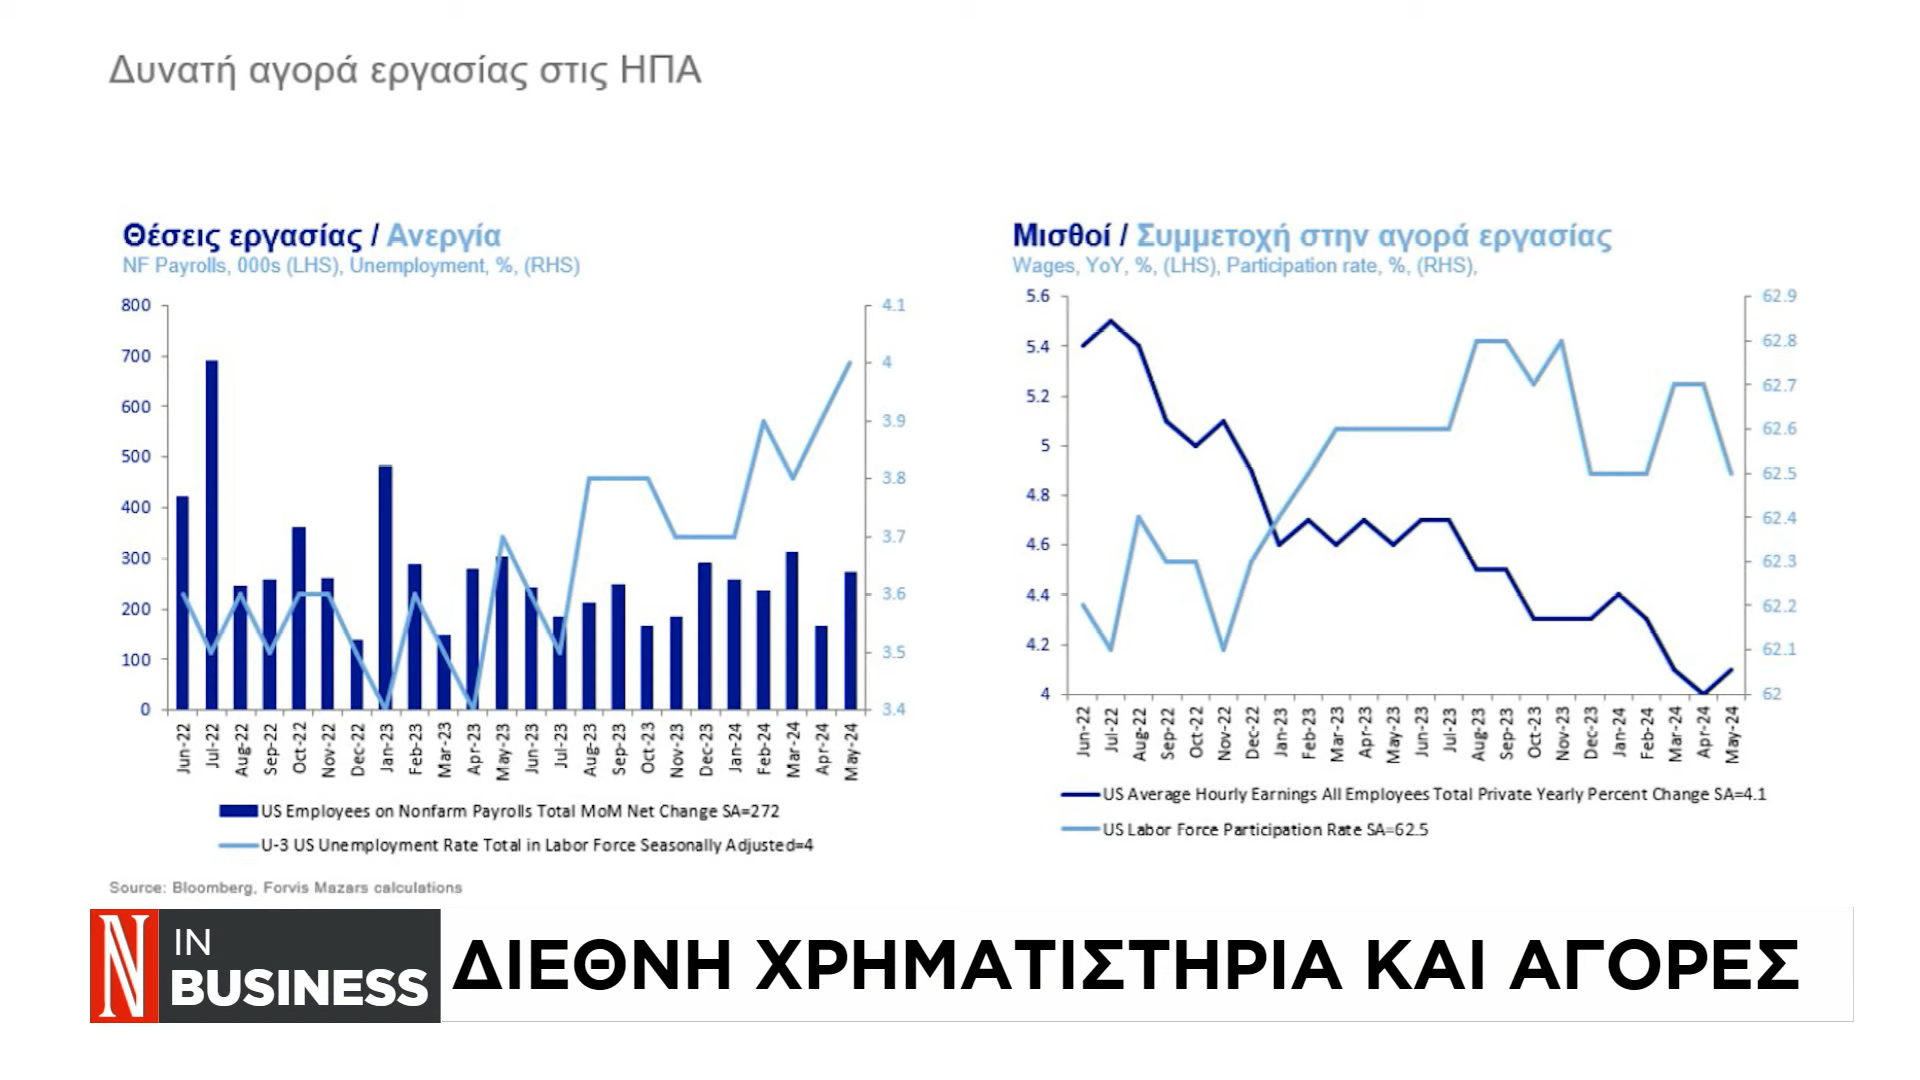 Δυνατή αγορά εργασίας στις ΗΠΑ
Θέσεις εργασίας / Ανεργία
NF Payrolls, 000s (LHS), Unemployment, %, (RHS)
800
700
600
500
400
300
200
100
0
4.1
4
3.9
3.8
3.7
3.6
3.5
3.4
Jun-22
Jul-22
Aug-22
Sep-22
Oct-22
Nov-22
Dec-22
Jan-23
Feb-23
Mar-23
Apr-23
May-23
Jun-23
Jul-23
Aug-23
Sep-23
Oct-23
Nov-23
Dec-23
Jan-24
Feb-24
Mar-24
Apr-24
May-24
US Employees on Nonfarm Payrolls Total MoM Net Change SA=272
U-3 US Unemployment Rate Total in Labor Force Seasonally Adjusted=4
Μισθοί / Συμμετοχή στην αγορά εργασίας
Wages, YoY, %, (LHS), Participation rate, %, (RHS),
5.6
5.4
5.2
5
4.8
4.6
4.4
4.2
4
62.9
62.8
62.7
62.6
62.5
62.4
62.3
62.2
62.1
62
Jun-22
Jul-22
Aug-22
Sep-22
Oct-22
Nov-22
Dec-22
Jan-23
Feb-23
Mar-23
Apr-23
May-23
Jun-23
Jul-23
Aug-23
Sep-23
Oct-23
Nov-23
Dec-23
Jan-24
Feb-24
Mar-24
Apr-24
May-24
US Average Hourly Earnings All Employees Total Private Yearly Percent Change SA=4.1
US Labor Force Participation Rate SA=62.5
Source: Bloomberg, Forvis Mazars calculations
N IN
BUSINESS
ΔΙΕΘΝΗ ΧΡΗΜΑΤΙΣΤΗΡΙΑ ΚΑΙ ΑΓΟΡΕΣ